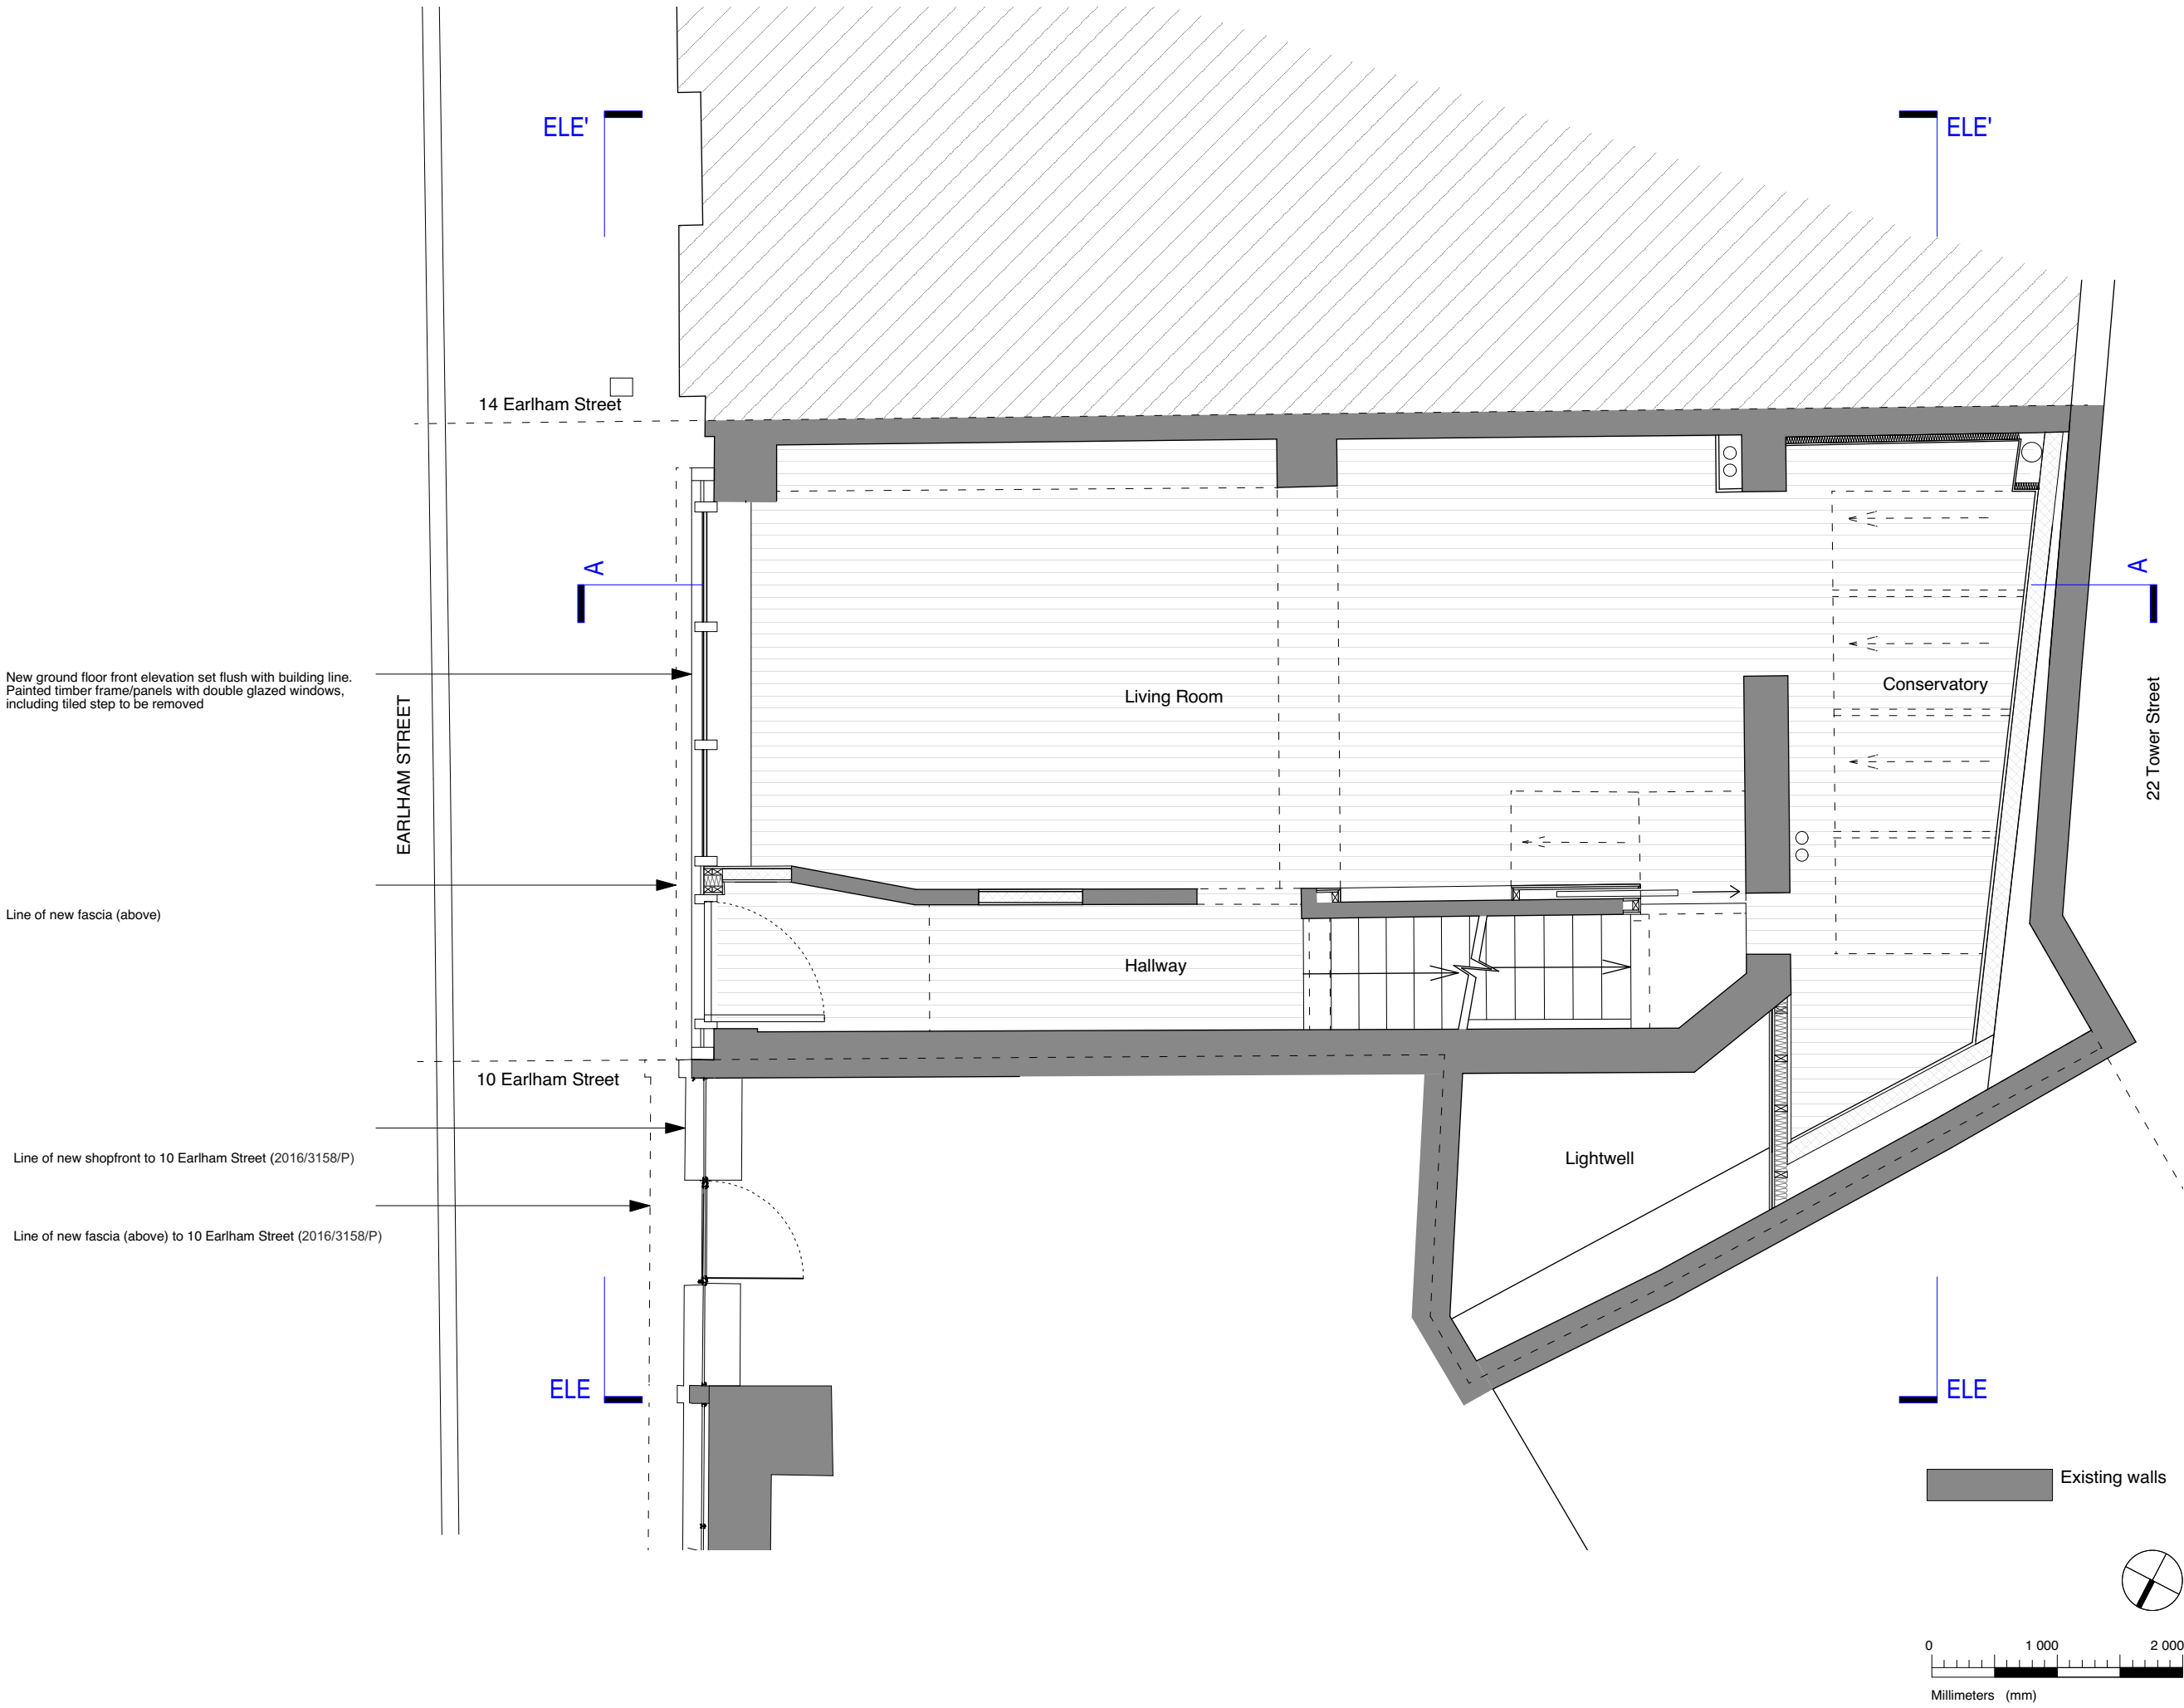 ELE'
ELE'
14 Earlham Street
A
A
New ground floor front elevation set flush with building line.
Painted timber frame/panels with double glazed windows,
including tiled step to be removed
EARLHAM STREET
Living Room
Conservatory
22 Tower Street
Line of new fascia (above)
Hallway
10 Earlham Street
Line of new shopfront to 10 Earlham Street (2016/3158/P)
Lightwell
Line of new fascia (above) to 10 Earlham Street (2016/3158/P)
ELE
ELE
Existing walls
0 1 000 2 000
Millimeters (mm)